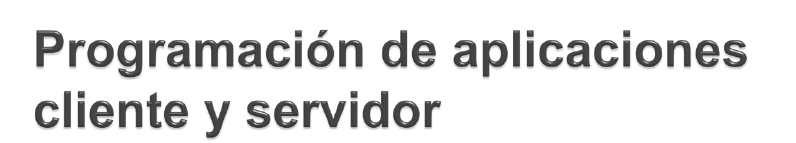 Programación de aplicaciones
cliente y servidor